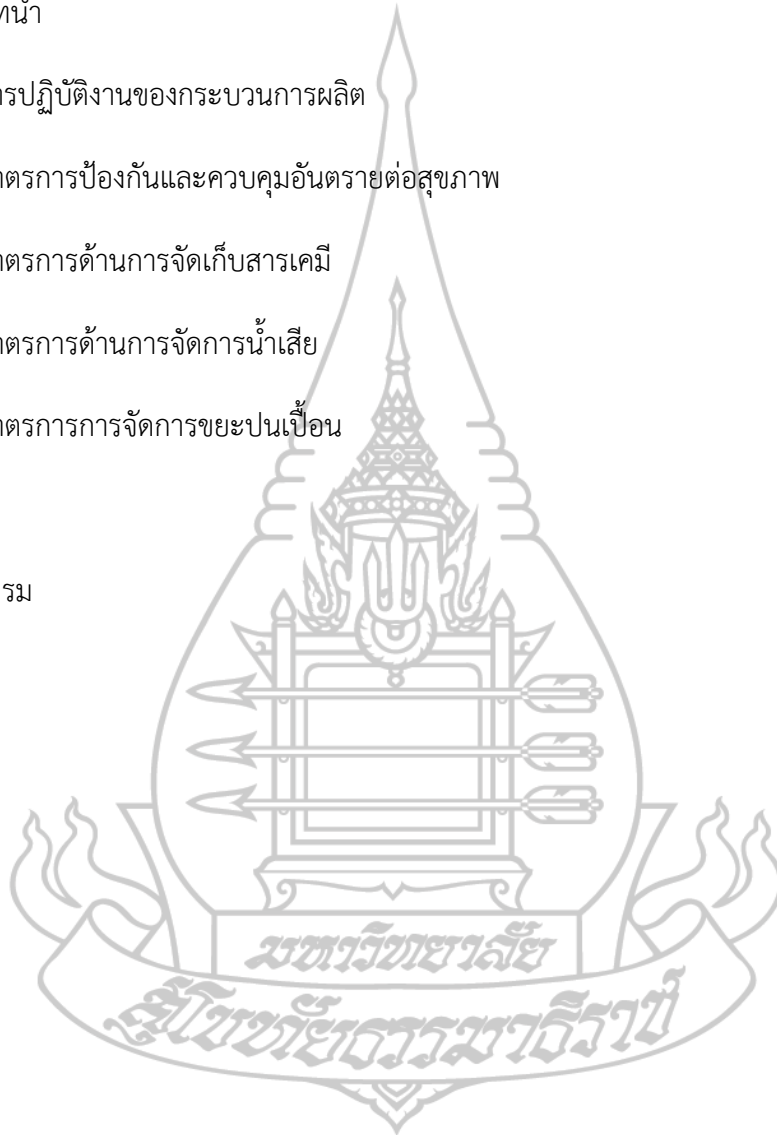 ทนำ
ารปฏิบัติงานของกระบวนการผลิต
าตรการป้องกันและควบคุมอันตรายต่อสุขภาพ
าตรการด้านการจัดเก็บสารเคมี
าตรการด้านการจัดการน้ำเสีย
าตรการการจัดการขยะปนเปื้อน
รรม
มหาวิทยาลัย
สุโขทัยธรรมาธิราช